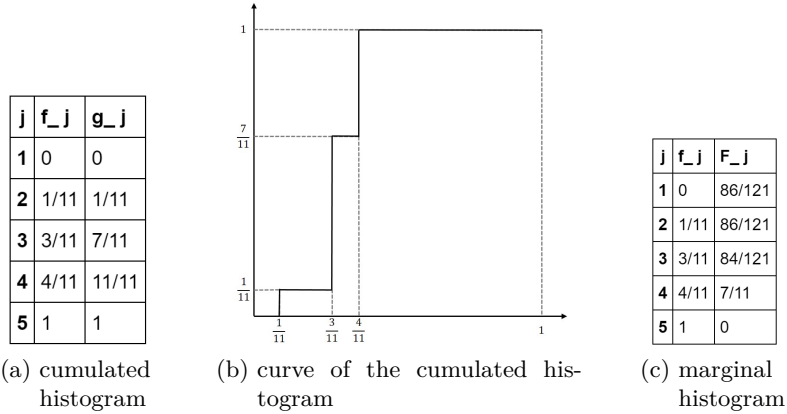 j f_ j g_ j
1 0 0
2 1/11 1/11
3 3/11 7/11
4 4/11 11/11
5 1 1
(a) cumulated histogram
1
7/11
1/11
1/11 3/11 4/11 1
(b) curve of the cumulated his-
togram
j f_ j F_ j
1 0 86/121
2 1/11 86/121
3 3/11 84/121
4 4/11 7/11
5 1 0
(c) marginal
histogram